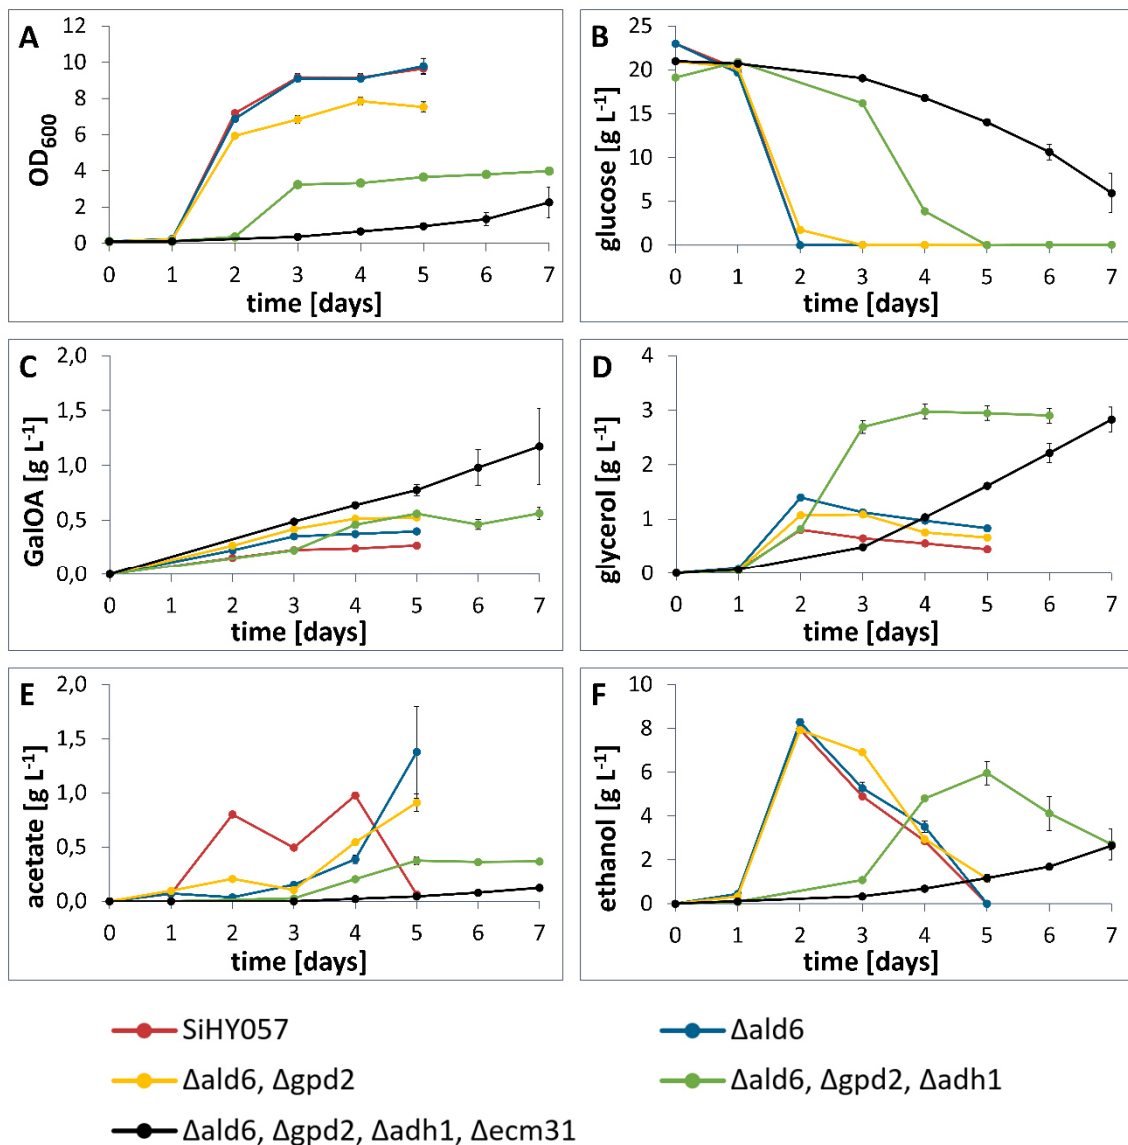 A
OD600
12
10
8
6
4
2
0
0 1 2 3 4 5 6 7
time [days]
B
glucose [g L-1]
25
20
15
10
5
0
0 1 2 3 4 5 6 7
time [days]
C
GalOA [g L-1]
2,0
1,5
1,0
0,5
0,0
0 1 2 3 4 5 6 7
time [days]
D
glycerol [g L-1]
4
3
2
1
0
0 1 2 3 4 5 6 7
time [days]
E
acetate [g L-1]
2,0
1,5
1,0
0,5
0,0
0 1 2 3 4 5 6 7
time [days]
F
ethanol [g L-1]
8
6
4
2
0
0 1 2 3 4 5 6 7
time [days]
SiHY057
Δald6
Δald6, Δgpd2
Δald6, Δgpd2, Δadh1
Δald6, Δgpd2, Δadh1, Δecm31